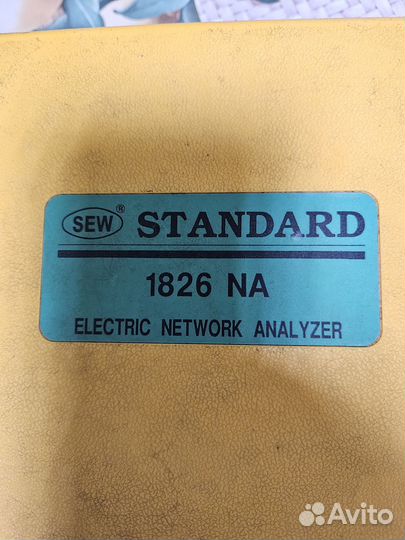 SEW ® STANDARD
1826 NA
ELECTRIC NETWORK ANALYZER
Avito